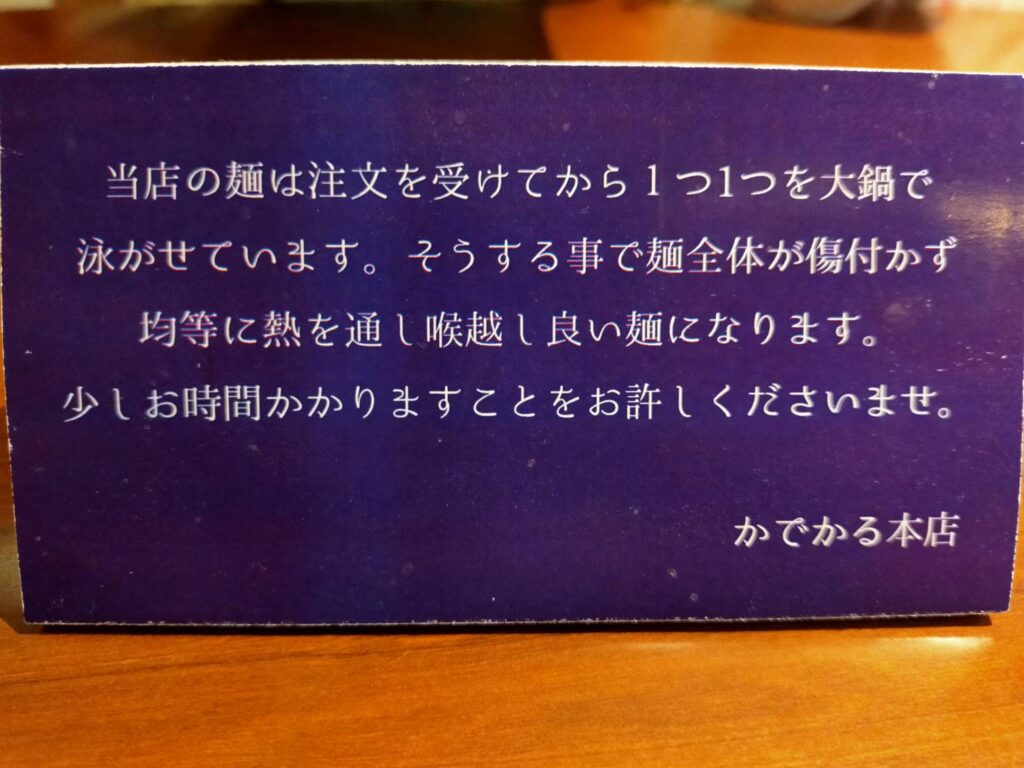 当店の麺は注文を受けてから１つ1つを大鍋で
泳がせています。そうする事で麺全体が傷付かず
均等に熱を通し喉越し良い麺になります。
少しお時間かかりますことをお許しくださいませ。
かでかる本店